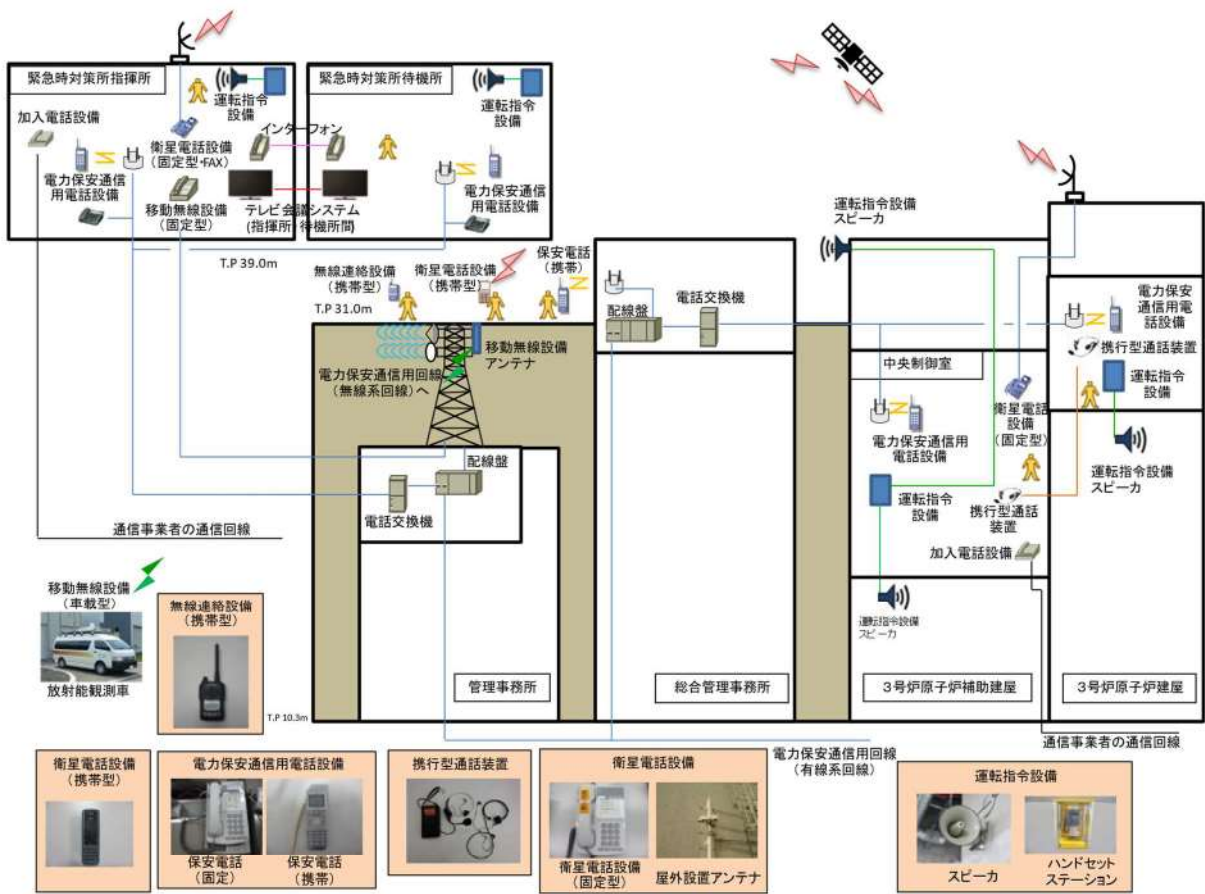 緊急時対策所指揮所
運転指令
設備
加入電話設備
衛星電話設備
(固定型・FAX)
インターフォン
電力保安通信
用電話設備
移動無線設備
(固定型)
テレビ会議システム
(指揮所 待機所間)
緊急時対策所待機所
運転指令
設備
電力保安通信
用電話設備
T.P 39.0m
無線連絡設備
(携帯型)
衛星電話設備
(携帯型)
保安電話
(携帯)
T.P 31.0m
移動無線設備
アンテナ
電力保安通信用回線
(無線系回線)へ
配線盤
電話交換機
配線盤
電話交換機
運転指令設備
スピーカ
中央制御室
電力保安通信用
電話設備
衛星電話
設備
(固定型)
運転指令
設備
携行型通話
装置
加入電話設備
運転指令設備
スピーカ
電力保安
通信用電
話設備
携行型通話装置
運転指令
設備
運転指令設備
スピーカ
通信事業者の通信回線
移動無線設備
(車載型)
放射能観測車
無線連絡設備
(携帯型)
管理事務所
総合管理事務所
3号炉原子炉補助建屋
3号炉原子炉建屋
T.P 10.3m
電力保安通信用回線
(有線系回線)
通信事業者の通信回線
衛星電話設備
(携帯型)
電力保安通信用電話設備
保安電話
(固定)
保安電話
(携帯)
携行型通話装置
衛星電話設備
衛星電話設備
(固定型)
屋外設置アンテナ
運転指令設備
スピーカ
ハンドセット
ステーション